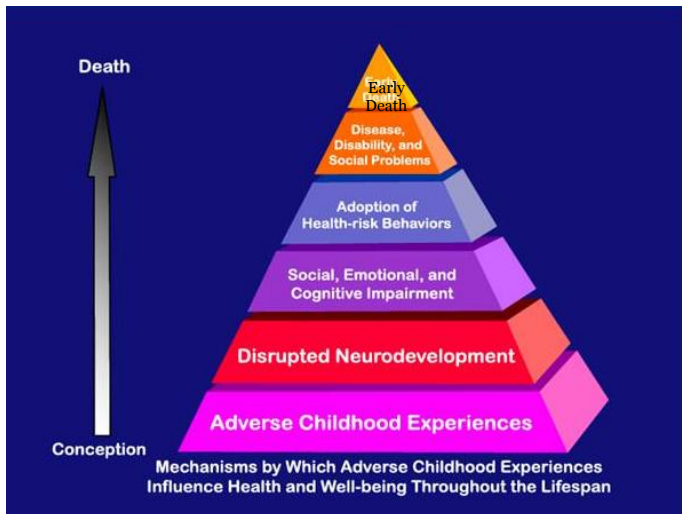 Death
Early
Death
Early
Death
Disease,
Disability, and
Social Problems
Adoption of
Health-risk Behaviors
Social, Emotional, and
Cognitive Impairment
Disrupted Neurodevelopment
Adverse Childhood Experiences
Conception
Mechanisms by Which Adverse Childhood Experiences
Influence Health and Well-being Throughout the Lifespan